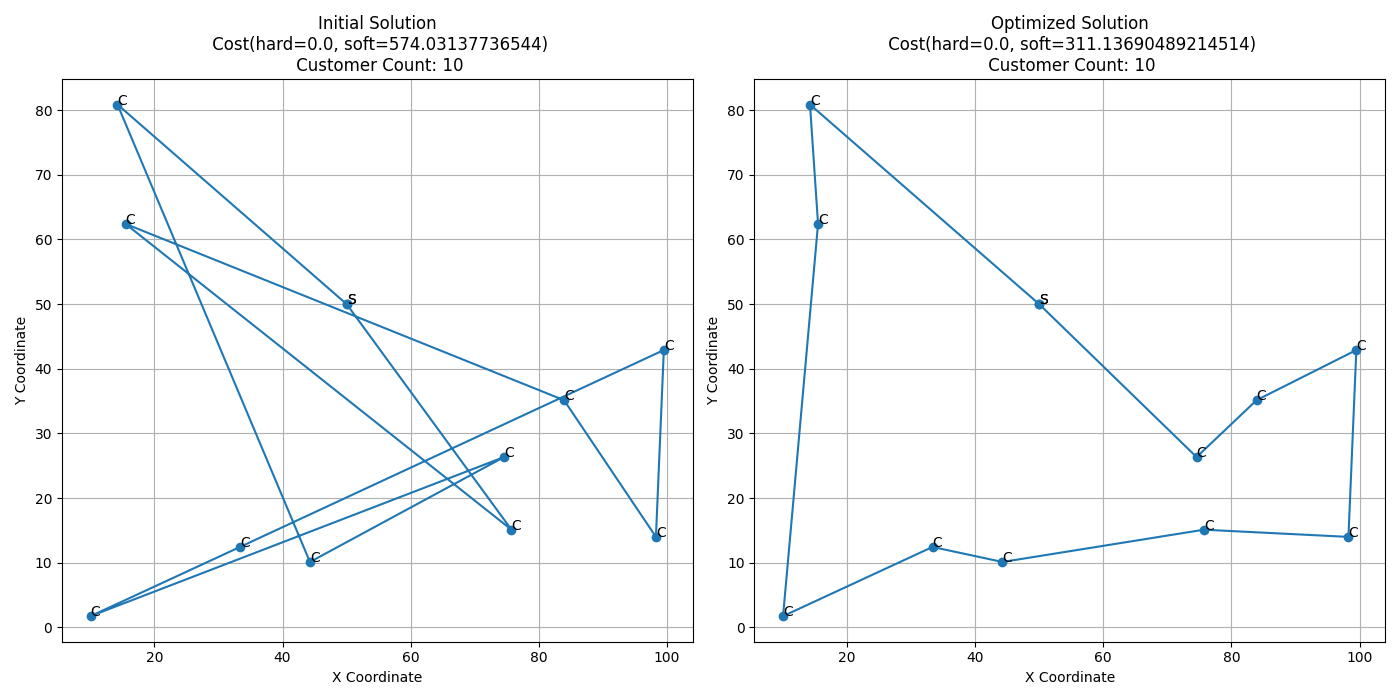 Initial Solution
Cost(hard=0.0, soft=574.03137736544)
Customer Count: 10
C
80
70
C
60
S
50
C
40
C
30
C
20
C
C
C
C
10
C
0
20
40
60
80
100
X Coordinate
Y Coordinate
Optimized Solution
Cost(hard=0.0, soft=311.13690489214514)
Customer Count: 10
C
80
70
C
60
S
50
C
40
C
30
C
20
C
C
C
C
10
C
0
20
40
60
80
100
X Coordinate
Y Coordinate